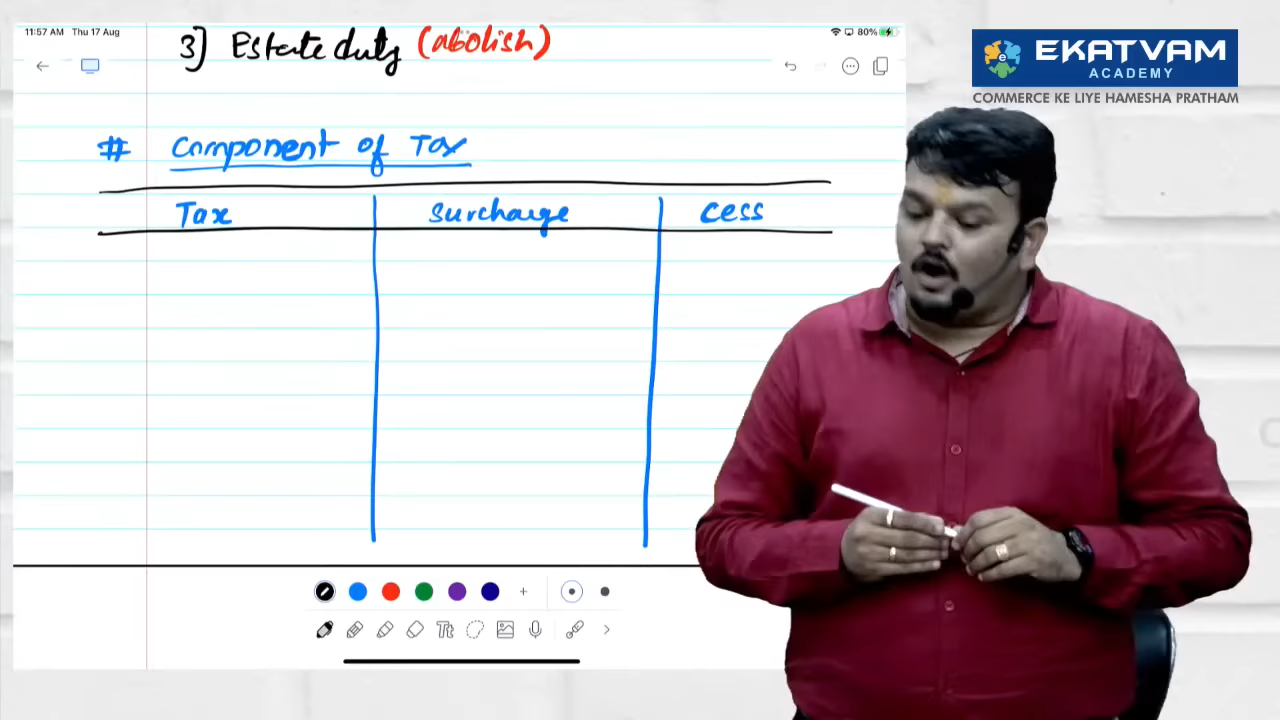 11:57 AM Thu 17 Aug
80%
3] Estate duty (abolish)
# Component of Tax
Tax Surcharge Cess
Tt
e
EKATVAM
ACADEMY
COMMERCE KE LIYE HAMESHA PRATHAM